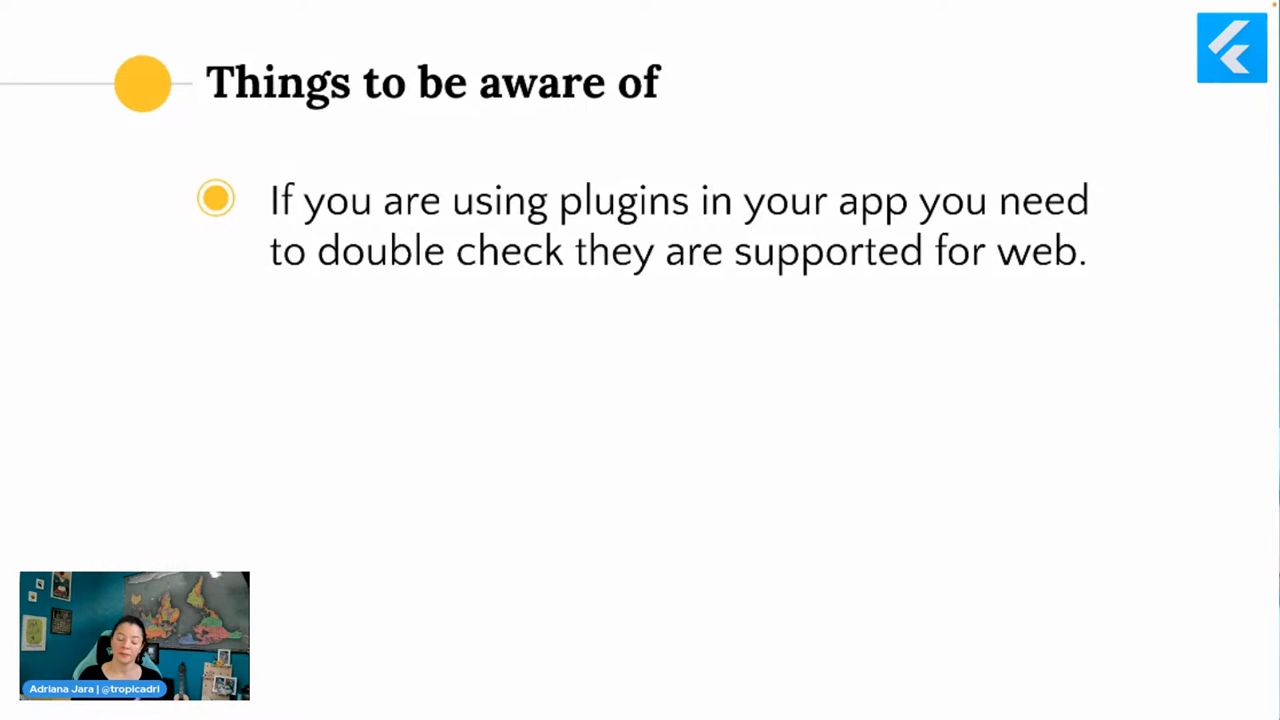 Things to be aware of
If you are using plugins in your app you need
to double check they are supported for web.
Adriana Jara | @tropicadri